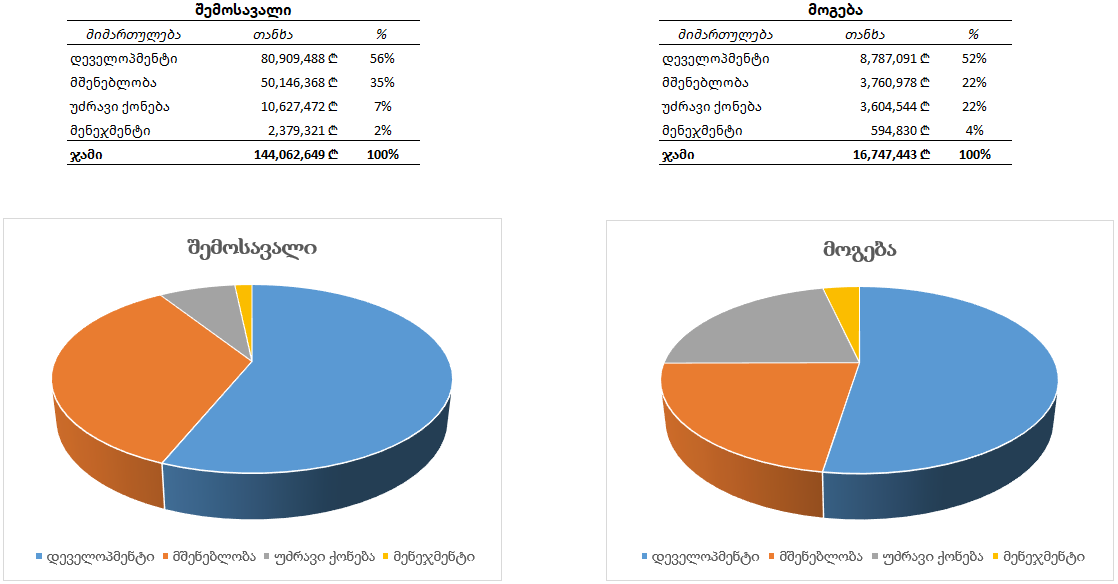 შემოსავალი
მიმართულება თანხა %
დეველოპმენტი 80,909,488 ₾ 56%
მშენებლობა 50,146,368 ₾ 35%
უძრავი ქონება 10,627,472 ₾ 7%
მენეჯმენტი 2,379,321 ₾ 2%
ჯამი 144,062,649 ₾ 100%
მოგება
მიმართულება თანხა %
დეველოპმენტი 8,787,091 ₾ 52%
მშენებლობა 3,760,978 ₾ 22%
უძრავი ქონება 3,604,544 ₾ 22%
მენეჯმენტი 594,830 ₾ 4%
ჯამი 16,747,443 ₾ 100%
შემოსავალი
დეველოპმენტი მშენებლობა უძრავი ქონება მენეჯმენტი
მოგება
დეველოპმენტი მშენებლობა უძრავი ქონება მენეჯმენტი